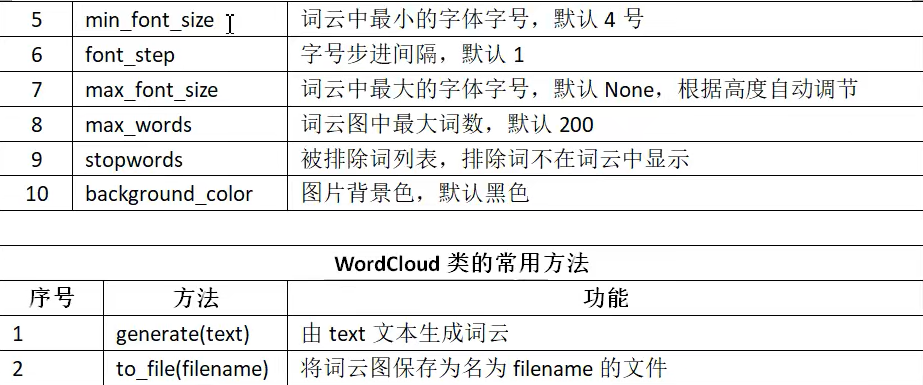 5 min_font_size 词云中最小的字体字号，默认 4 号
6 font_step 字号步进间隔，默认 1
7 max_font_size 词云中最大的字体字号，默认 None，根据高度自动调节
8 max_words 词云图中最大词数，默认 200
9 stopwords 被排除词列表，排除词不在词云中显示
10 background_color 图片背景色，默认黑色
WordCloud 类的常用方法
序号 方法 功能
1 generate(text) 由 text 文本生成词云
2 to_file(filename) 将词云图保存为名为 filename 的文件